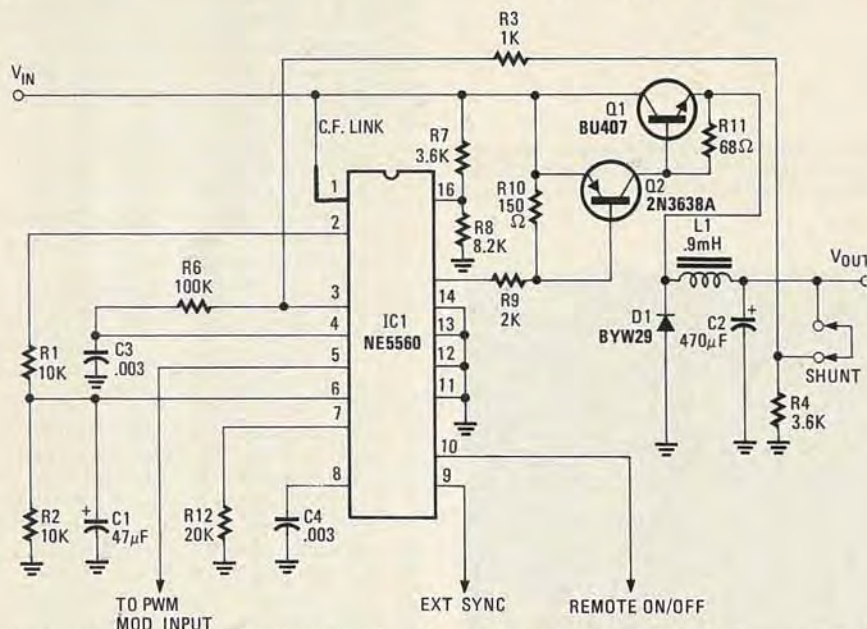 R3
1K
VIN
C.F. LINK
Q1
BU407
R11
68Ω
R7
3.6K
Q2
2N3638A
R10
150
Ω
R8
8.2K
L1
.9mH
VOUT
1
2
3
4
5
6
7
8
16
14
13
12
11
10
9
R6
100K
IC1
NE5560
R9
2K
D1
BYW29
C2
470µF
+
SHUNT
R4
3.6K
C3
.003
R1
10K
R2
10K
+
C1
47µF
R12
20K
C4
.003
TO PWM
MOD INPUT
EXT SYNC
REMOTE ON/OFF